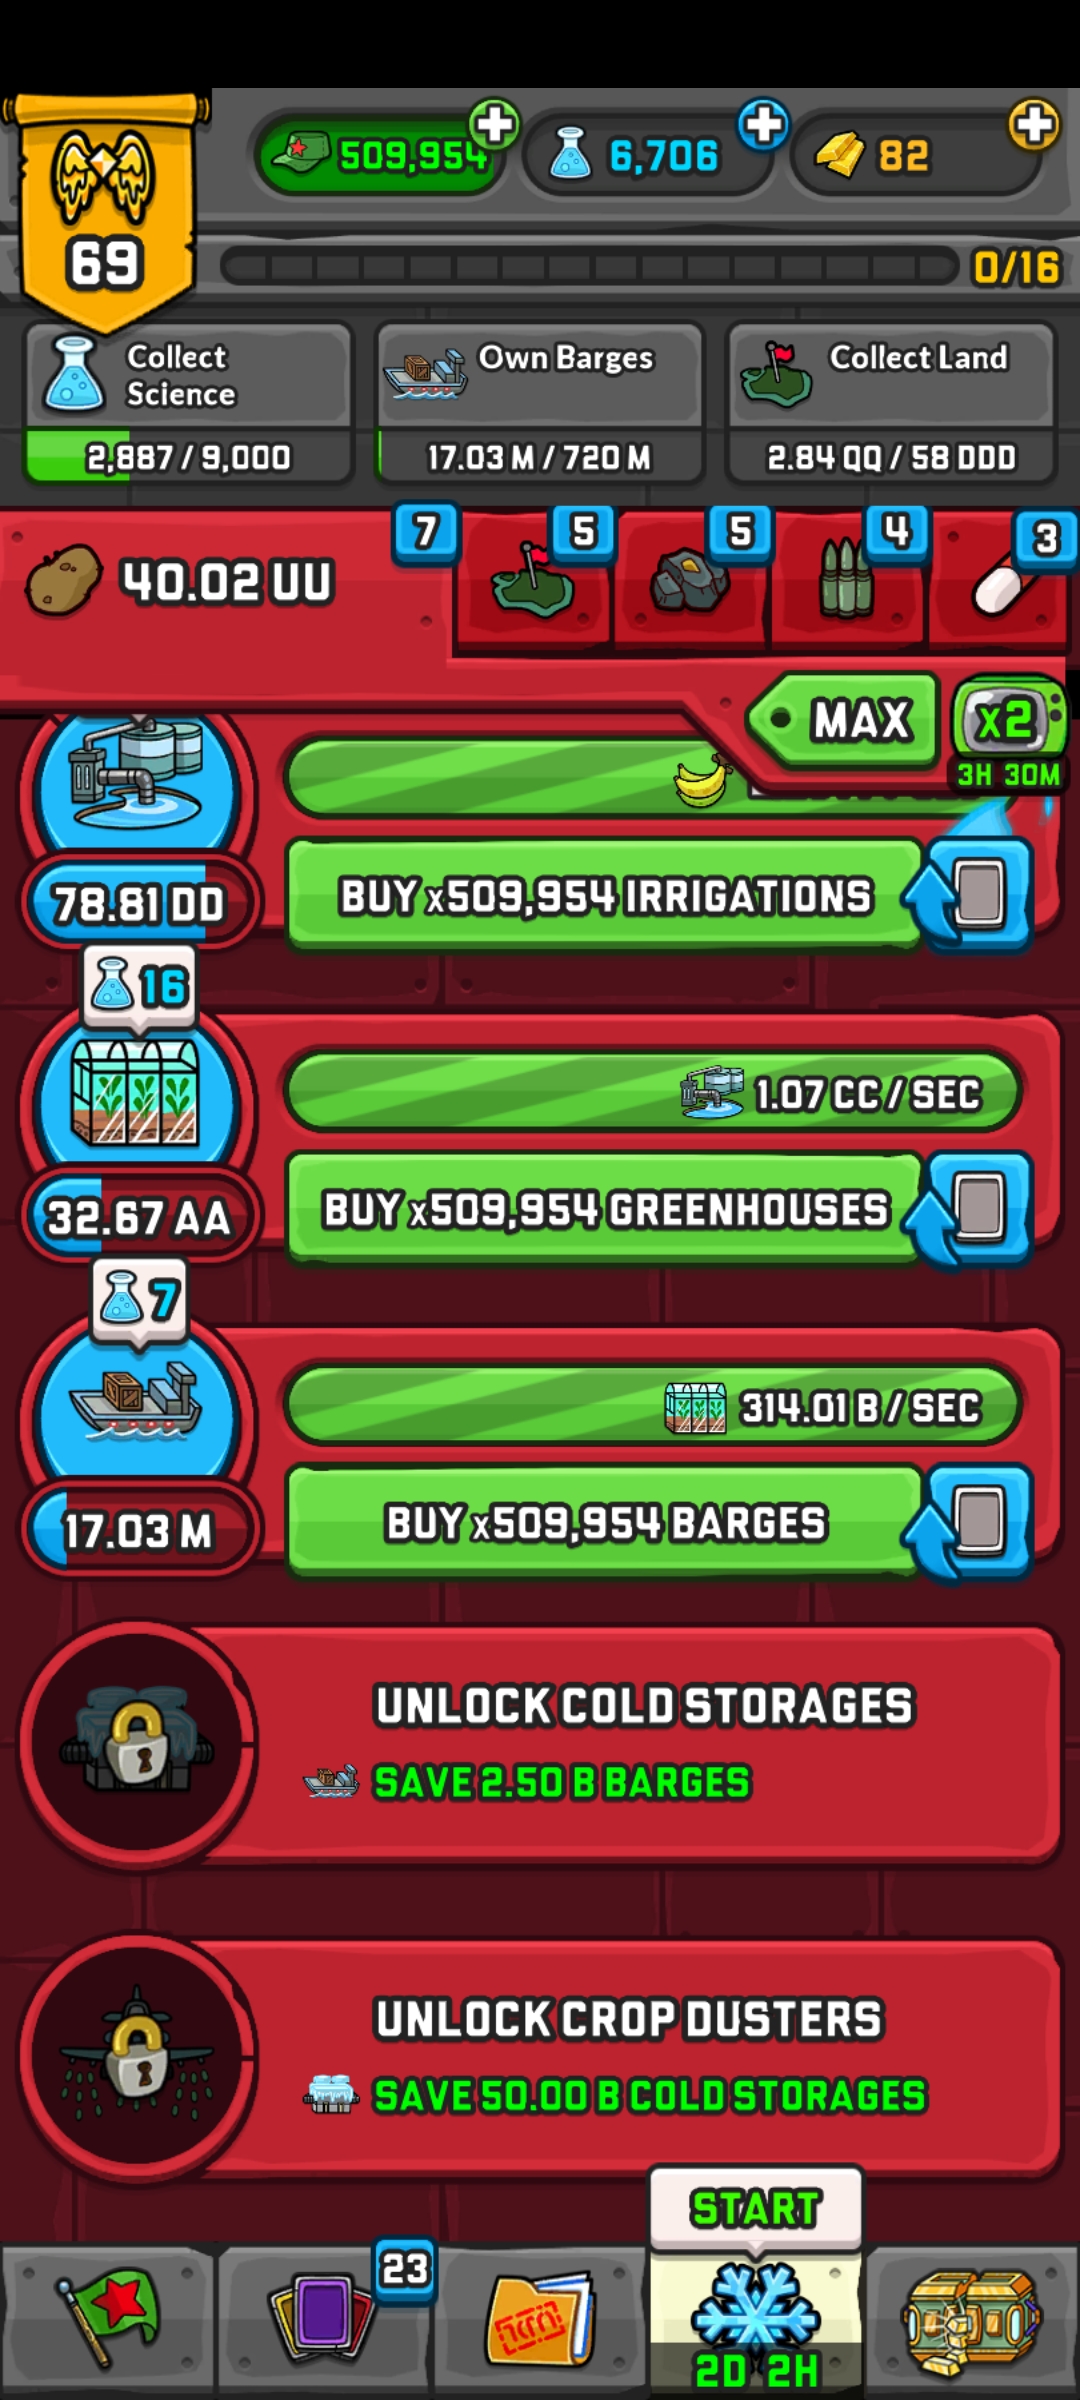 509,954
6,706
82
69
0/16
Collect
Science
2,887 / 9,000
Own Barges
17.03 M / 720 M
Collect Land
2.84 QQ / 58 DDD
40.02 UU
7
5
5
4
3
MAX
x2
3H 30M
78.81 DD
BUY x509,954 IRRIGATIONS
16
1.07 CC / SEC
32.67 AA
BUY x509,954 GREENHOUSES
7
314.01 B / SEC
17.03 M
BUY x509,954 BARGES
UNLOCK COLD STORAGES
SAVE 2.50 B BARGES
UNLOCK CROP DUSTERS
SAVE 50.00 B COLD STORAGES
START
23
2D 2H